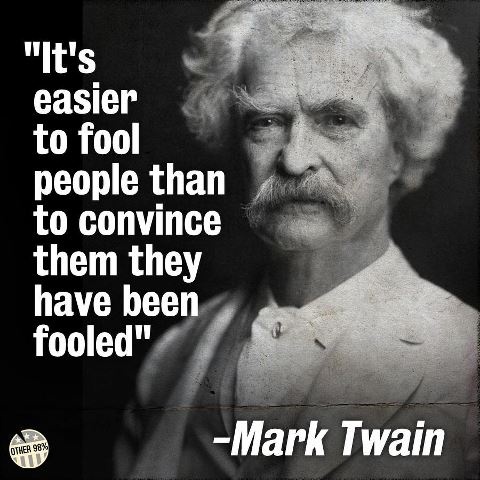 "It's
easier
to fool
people than
to convince
them they
have been
fooled"
-Mark Twain
OTHER 98%